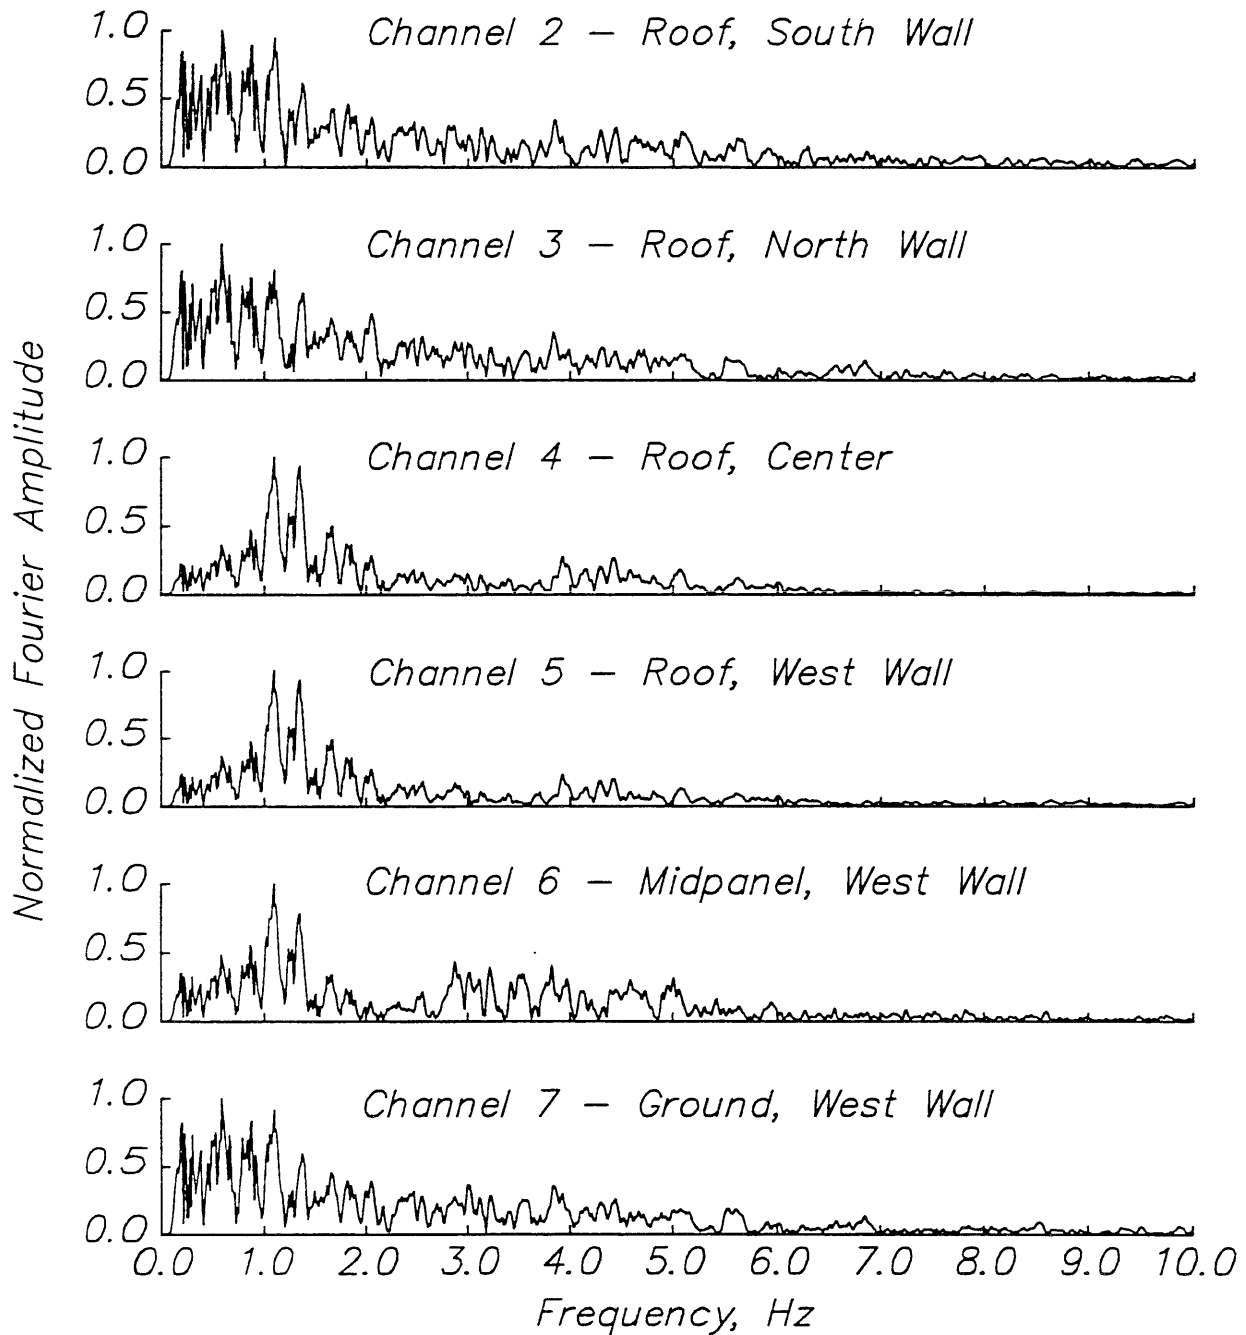 Channel 2 – Roof, South Wall
1.0
0.5
0.0
Channel 3 – Roof, North Wall
1.0
0.5
0.0
Channel 4 – Roof, Center
1.0
0.5
0.0
Channel 5 – Roof, West Wall
1.0
0.5
0.0
Channel 6 – Midpanel, West Wall
1.0
0.5
0.0
Channel 7 – Ground, West Wall
1.0
0.5
0.0
Normalized Fourier Amplitude
0.0 1.0 2.0 3.0 4.0 5.0 6.0 7.0 8.0 9.0 10.0
Frequency, Hz